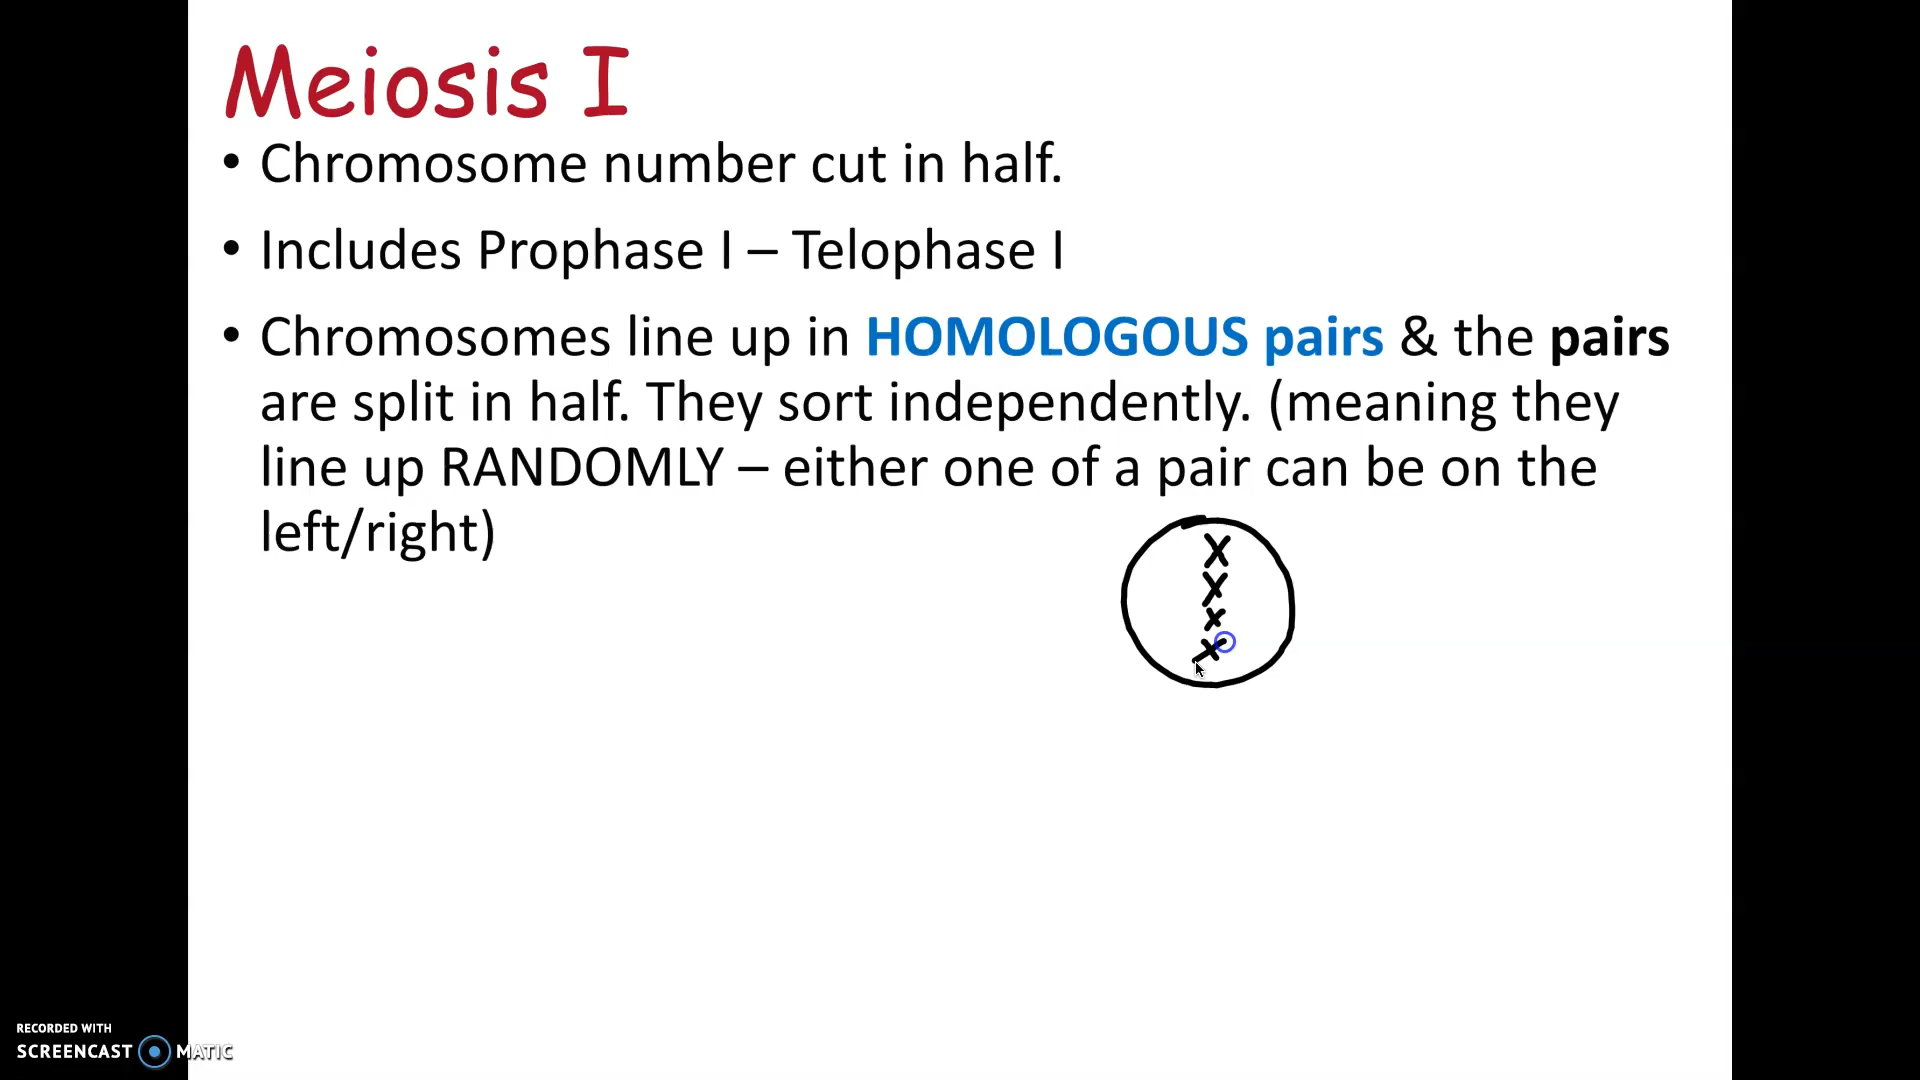 Meiosis I
• Chromosome number cut in half.
• Includes Prophase I – Telophase I
• Chromosomes line up in HOMOLOGOUS pairs & the pairs
are split in half. They sort independently. (meaning they
line up RANDOMLY – either one of a pair can be on the
left/right)
RECORDED WITH
SCREENCAST MATIC